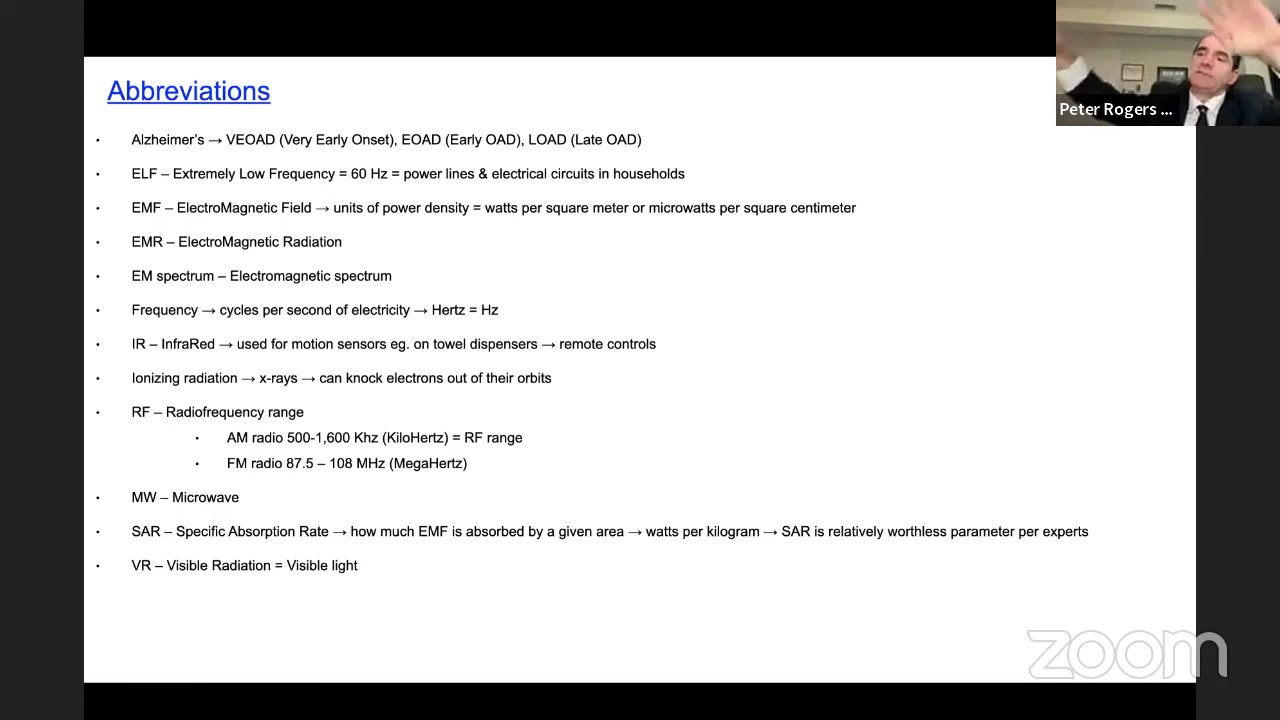 Abbreviations
Peter Rogers ...
• Alzheimer's → VEOAD (Very Early Onset), EOAD (Early OAD), LOAD (Late OAD)
• ELF – Extremely Low Frequency = 60 Hz = power lines & electrical circuits in households
• EMF – ElectroMagnetic Field → units of power density = watts per square meter or microwatts per square centimeter
• EMR – ElectroMagnetic Radiation
• EM spectrum – Electromagnetic spectrum
• Frequency → cycles per second of electricity → Hertz = Hz
• IR – InfraRed → used for motion sensors eg. on towel dispensers → remote controls
• Ionizing radiation → x-rays → can knock electrons out of their orbits
• RF – Radiofrequency range
• AM radio 500-1,600 Khz (KiloHertz) = RF range
• FM radio 87.5 – 108 MHz (MegaHertz)
• MW – Microwave
• SAR – Specific Absorption Rate → how much EMF is absorbed by a given area → watts per kilogram → SAR is relatively worthless parameter per experts
• VR – Visible Radiation = Visible light
zoom